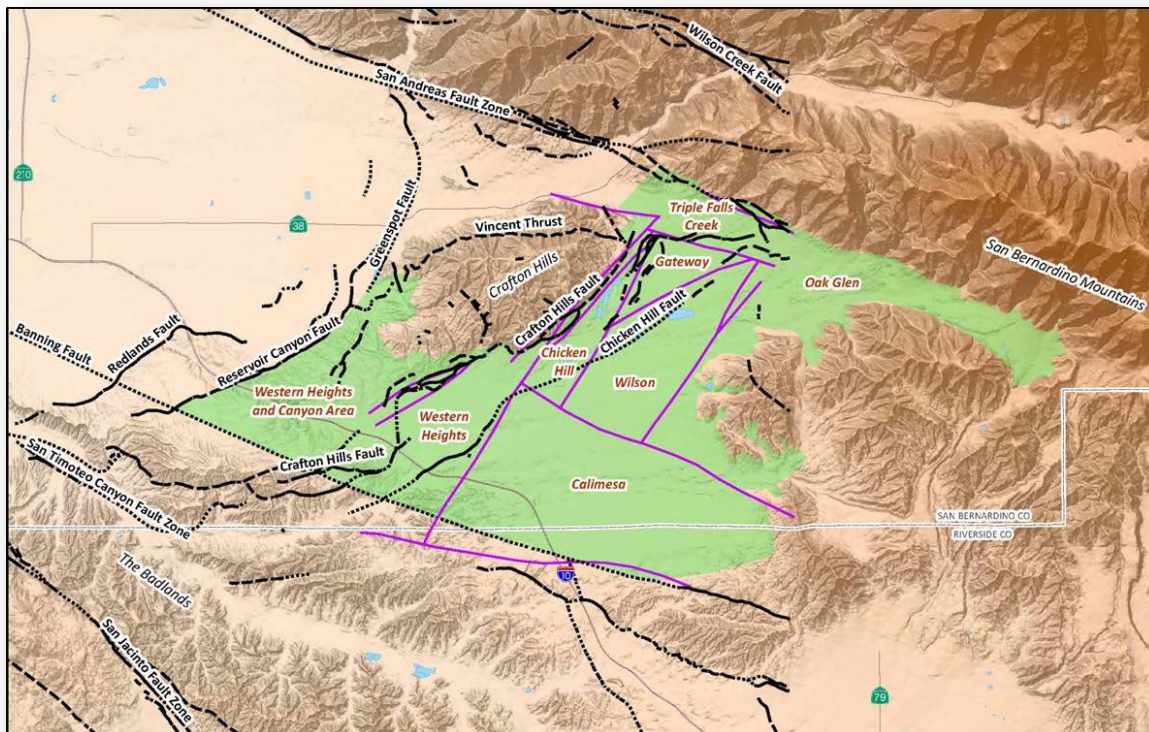 Wilson Creek Fault
San Andreas Fault Zone
210
38
Greenspot Fault
Vincent Thrust
Triple Falls
Creek
Gateway
San Bernardino Mountains
Crafton Hills
Oak Glen
Banning Fault
Redlands Fault
Reservoir Canyon Fault
Crafton Hills Fault
Chicken Hill Fault
Chicken
Hill
Wilson
Western Heights
and Canyon Area
Western
Heights
San Timoteo Canyon Fault Zone
Crafton Hills Fault
Calimesa
SAN BERNARDINO CO
RIVERSIDE CO
The Badlands
10
San Jacinto Fault Zone
79